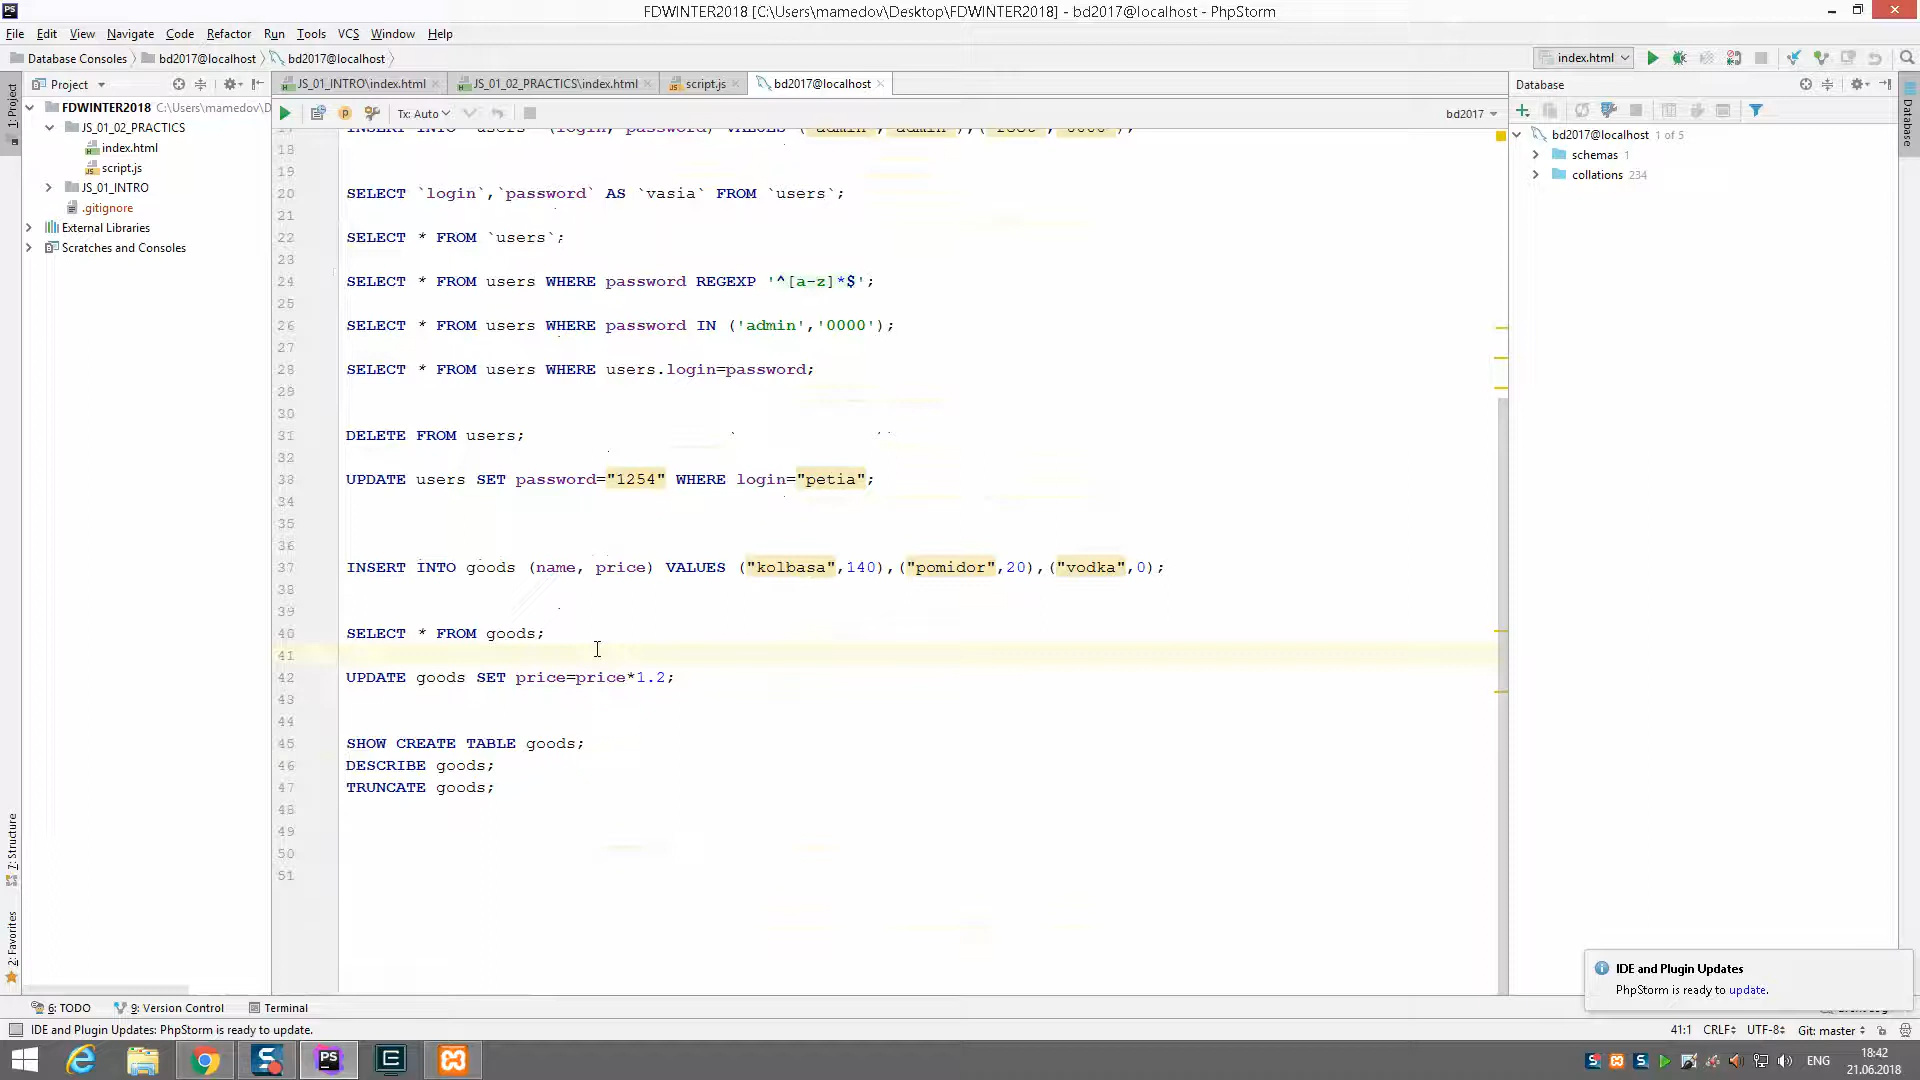 FDWINTER2018 [C:\Users\mamedov\Desktop\FDWINTER2018] - bd2017@localhost - PhpStorm
File Edit View Navigate Code Refactor Run Tools VCS Window Help
Database Consoles bd2017@localhost bd2017@localhost
index.html
Project
JS_01_INTRO\index.html
JS_01_02_PRACTICS\index.html
script.js
bd2017@localhost
Database
Tx: Auto
bd2017
1: Project
FDWINTER2018 C:\Users\mamedov\D
JS_01_02_PRACTICS
index.html
script.js
JS_01_INTRO
.gitignore
External Libraries
Scratches and Consoles
bd2017@localhost 1 of 5
schemas 1
collations 234
Database
18
19
20 SELECT `login`,`password` AS `vasia` FROM `users`;
21
22 SELECT * FROM `users`;
23
24 SELECT * FROM users WHERE password REGEXP '^[a-z]*$';
25
26 SELECT * FROM users WHERE password IN ('admin','0000');
27
28 SELECT * FROM users WHERE users.login=password;
29
30
31 DELETE FROM users;
32
33 UPDATE users SET password="1254" WHERE login="petia";
34
35
36
37 INSERT INTO goods (name, price) VALUES ("kolbasa",140),("pomidor",20),("vodka",0);
38
39
40 SELECT * FROM goods;
41
42 UPDATE goods SET price=price*1.2;
43
44
45 SHOW CREATE TABLE goods;
46 DESCRIBE goods;
47 TRUNCATE goods;
48
49
50
51
7: Structure
2: Favorites
IDE and Plugin Updates
PhpStorm is ready to update.
6: TODO 9: Version Control Terminal
IDE and Plugin Updates: PhpStorm is ready to update.
41:1 CRLF UTF-8 Git: master
ENG
18:42
21.06.2018